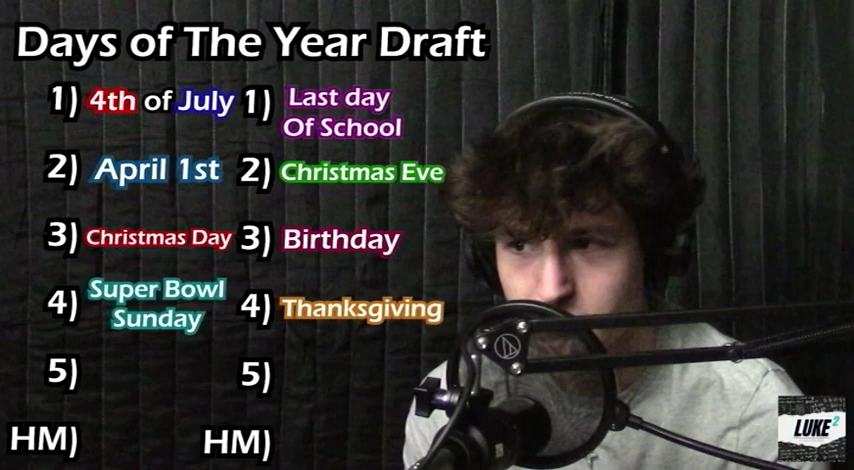 Days of The Year Draft
1) 4th of July
2) April 1st
3) Christmas Day
4) Super Bowl
Sunday
5)
HM)
1) Last day
Of School
2) Christmas Eve
3) Birthday
4) Thanksgiving
5)
HM)
LUKE2